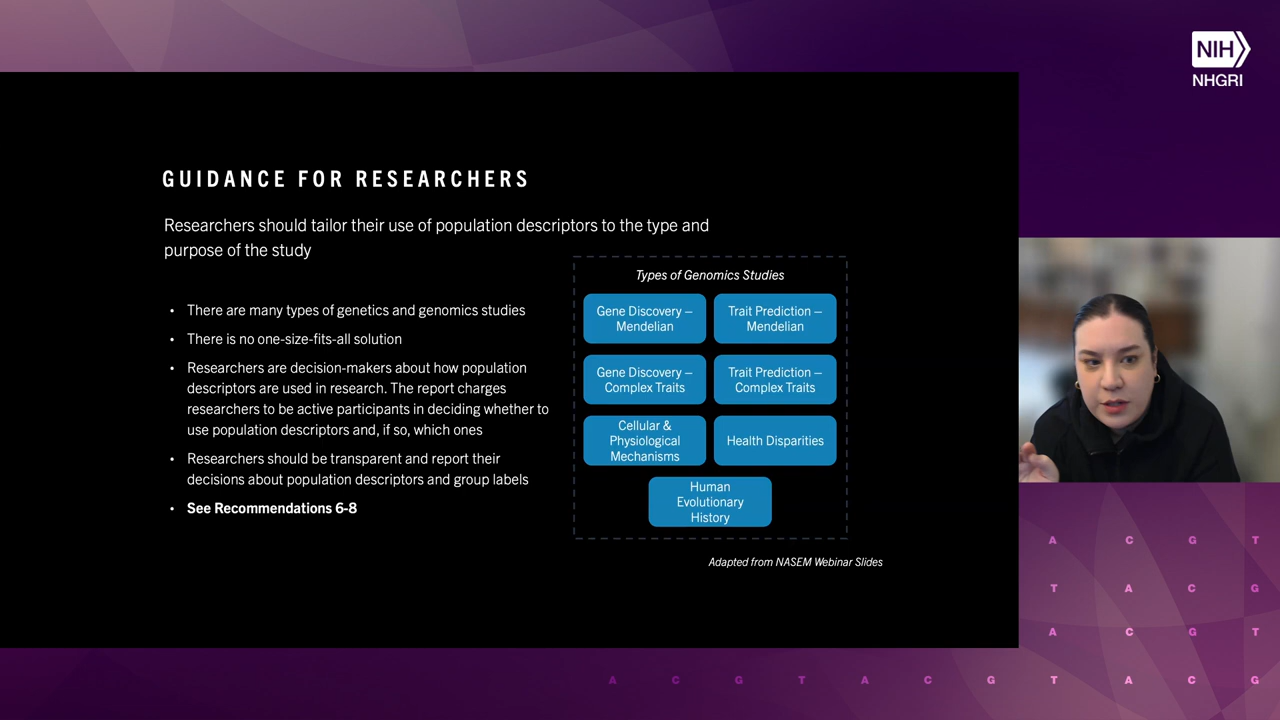 NIH
NHGRI
GUIDANCE FOR RESEARCHERS
Researchers should tailor their use of population descriptors to the type and
purpose of the study
• There are many types of genetics and genomics studies
• There is no one-size-fits-all solution
• Researchers are decision-makers about how population
descriptors are used in research. The report charges
researchers to be active participants in deciding whether to
use population descriptors and, if so, which ones
• Researchers should be transparent and report their
decisions about population descriptors and group labels
• See Recommendations 6-8
Types of Genomics Studies
Gene Discovery –
Mendelian
Trait Prediction –
Mendelian
Gene Discovery –
Complex Traits
Trait Prediction –
Complex Traits
Cellular &
Physiological
Mechanisms
Health Disparities
Human
Evolutionary
History
Adapted from NASEM Webinar Slides
A C G T
T A C G
A C G T
A C G T A C G T A C G